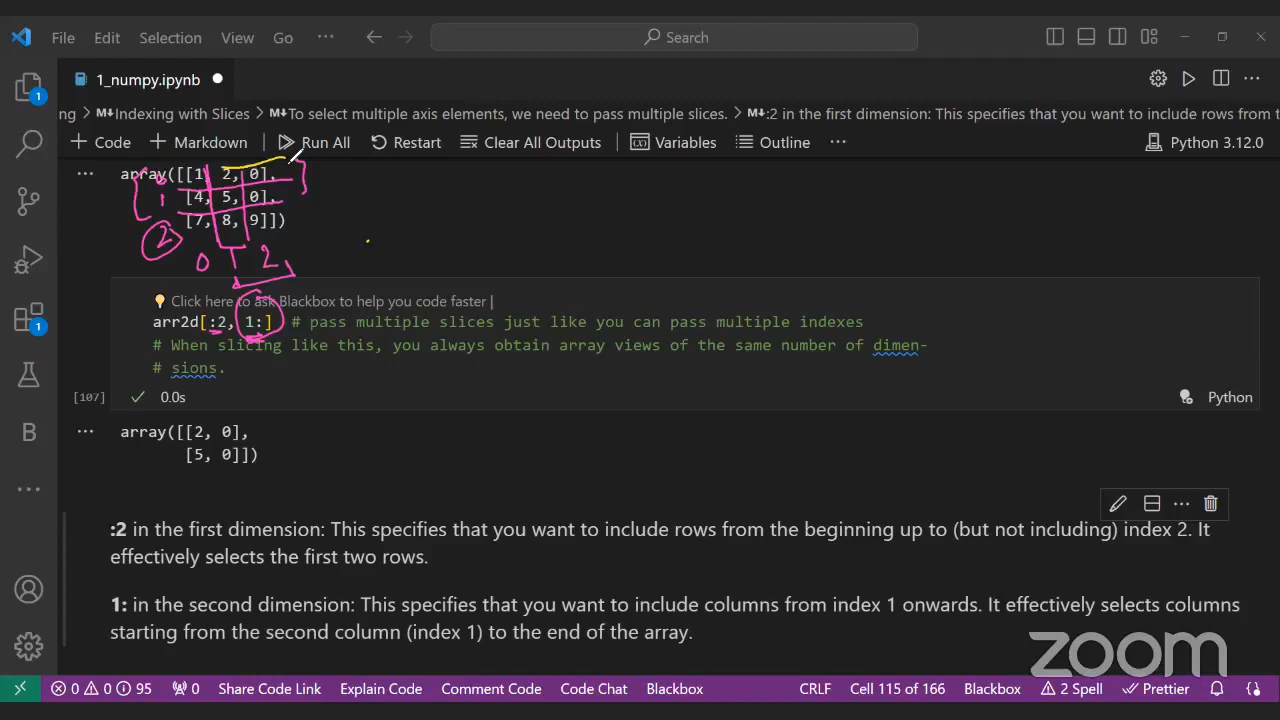 File Edit Selection View Go ··· Search
1_numpy.ipynb
ng > Indexing with Slices > To select multiple axis elements, we need to pass multiple slices. > :2 in the first dimension: This specifies that you want to include rows from t
+ Code + Markdown Run All Restart Clear All Outputs Variables Outline ··· Python 3.12.0
array([[1, 2, 0],
[4, 5, 0],
[7, 8, 9]])
0
1
2
0 1 2
Click here to ask Blackbox to help you code faster |
arr2d[:2, 1:] # pass multiple slices just like you can pass multiple indexes
# When slicing like this, you always obtain array views of the same number of dimen-
# sions.
[107] 0.0s Python
array([[2, 0],
[5, 0]])
:2 in the first dimension: This specifies that you want to include rows from the beginning up to (but not including) index 2. It
effectively selects the first two rows.
1: in the second dimension: This specifies that you want to include columns from index 1 onwards. It effectively selects columns
starting from the second column (index 1) to the end of the array.
zoom
0 0 95 0 Share Code Link Explain Code Comment Code Code Chat Blackbox CRLF Cell 115 of 166 Blackbox 2 Spell Prettier
1
1
B